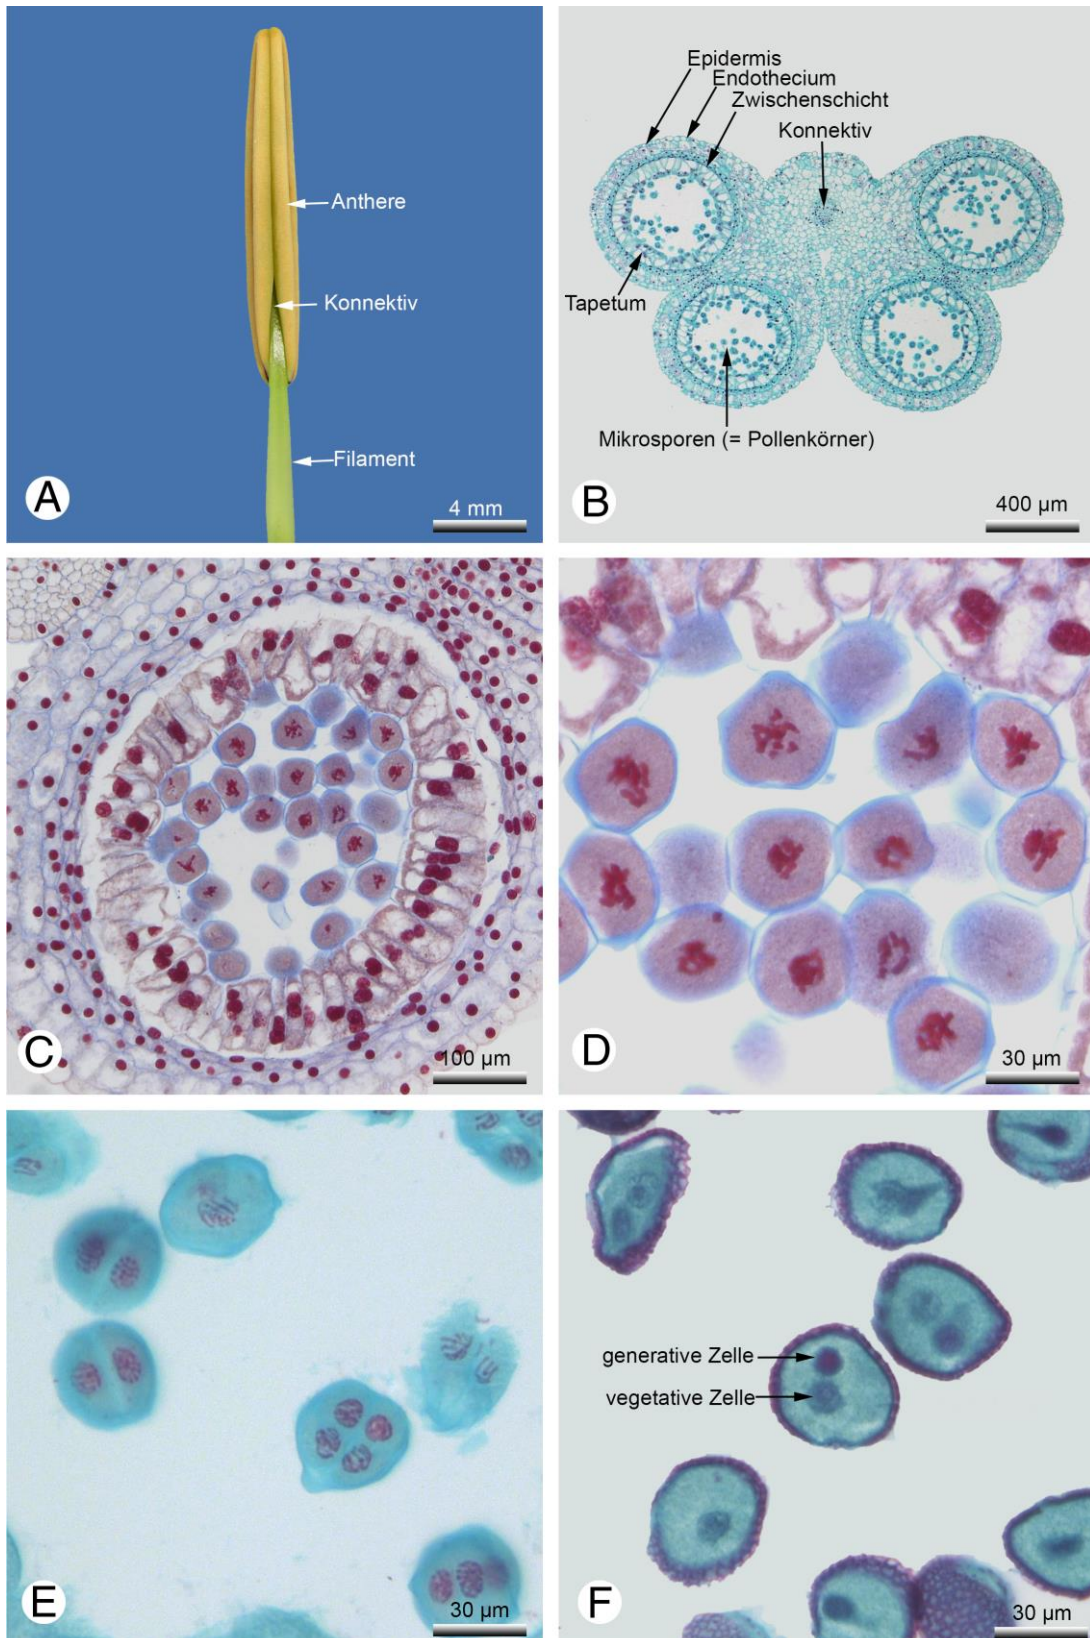 Anthere
Konnektiv
Filament
A
4 mm
Epidermis
Endothecium
Zwischenschicht
Konnektiv
Tapetum
Mikrosporen (= Pollenkörner)
B
400 µm
C
100 µm
D
30 µm
E
30 µm
generative Zelle
vegetative Zelle
F
30 µm